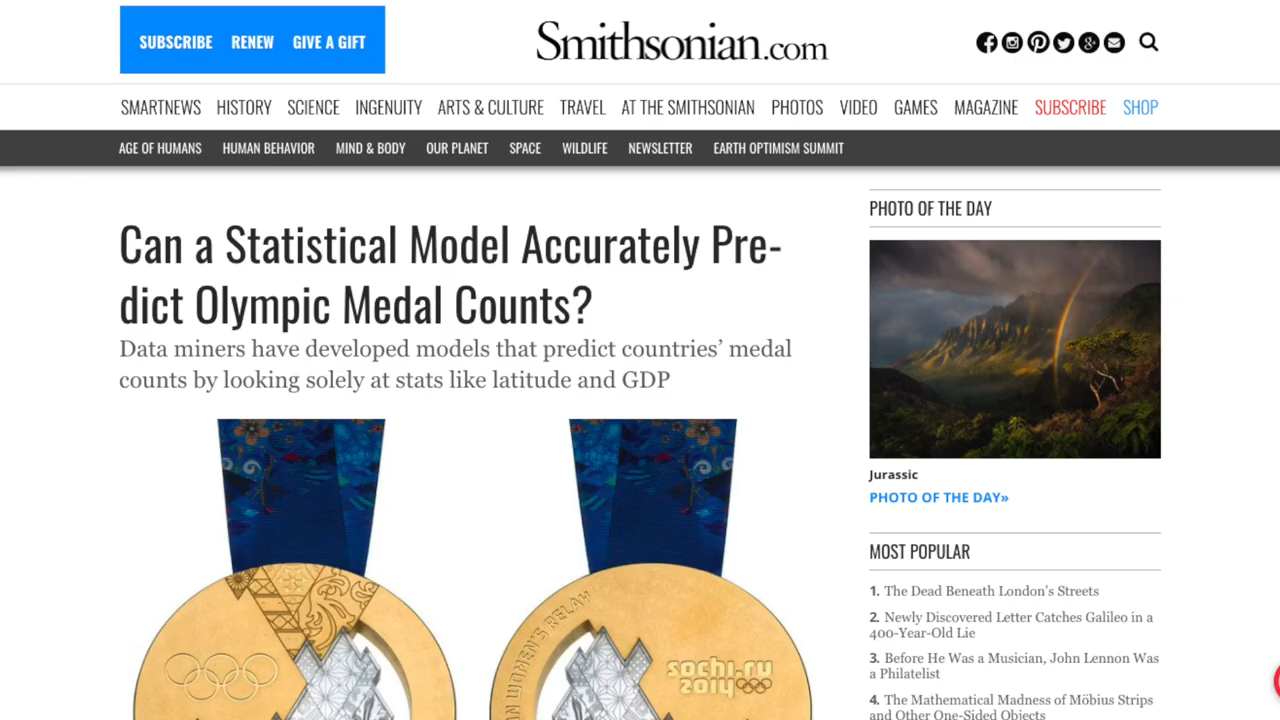 SUBSCRIBE RENEW GIVE A GIFT
Smithsonian.com
SMARTNEWS HISTORY SCIENCE INGENUITY ARTS & CULTURE TRAVEL AT THE SMITHSONIAN PHOTOS VIDEO GAMES MAGAZINE SUBSCRIBE SHOP
AGE OF HUMANS HUMAN BEHAVIOR MIND & BODY OUR PLANET SPACE WILDLIFE NEWSLETTER EARTH OPTIMISM SUMMIT
Can a Statistical Model Accurately Pre-
dict Olympic Medal Counts?
Data miners have developed models that predict countries’ medal
counts by looking solely at stats like latitude and GDP
AN WOMEN'S RELAY
sochi.ru
2014
PHOTO OF THE DAY
Jurassic
PHOTO OF THE DAY»
MOST POPULAR
1. The Dead Beneath London’s Streets
2. Newly Discovered Letter Catches Galileo in a
400-Year-Old Lie
3. Before He Was a Musician, John Lennon Was
a Philatelist
4. The Mathematical Madness of Möbius Strips
and Other One-Sided Objects